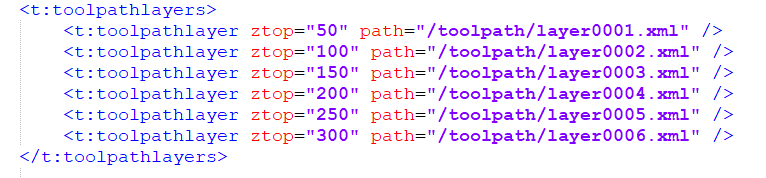 <t:toolpathlayers>
<t:toolpathlayer ztop="50" path="/toolpath/layer0001.xml" />
<t:toolpathlayer ztop="100" path="/toolpath/layer0002.xml" />
<t:toolpathlayer ztop="150" path="/toolpath/layer0003.xml" />
<t:toolpathlayer ztop="200" path="/toolpath/layer0004.xml" />
<t:toolpathlayer ztop="250" path="/toolpath/layer0005.xml" />
<t:toolpathlayer ztop="300" path="/toolpath/layer0006.xml" />
</t:toolpathlayers>